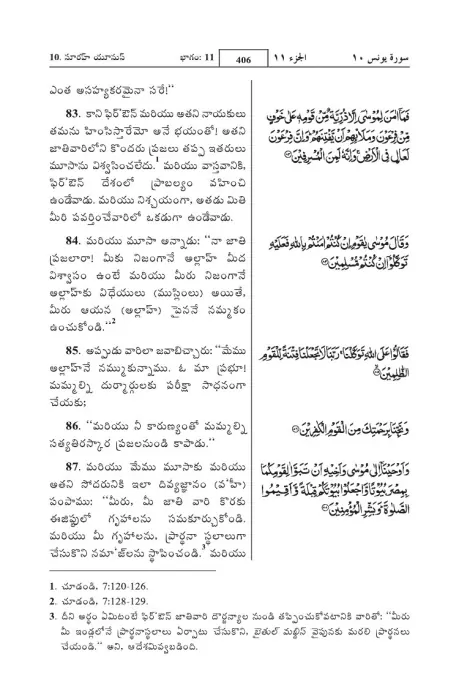 10. సూరహ్ యూనుస్ భాగం: 11 406 الجزء ١١ سورة يونس ١٠
ఎంత అసహ్యకరమైనా సరే!"
83. కాని ఫిర్'ఔన్ మరియు అతని నాయకులు
తమను హింసిస్తారేమో అనే భయంతో! అతని
జాతివారిలోని కొందరు ప్రజలు తప్ప ఇతరులు
మూసాను విశ్వసించలేదు.1 మరియు వాస్తవానికి,
ఫిర్'ఔన్ దేశంలో ప్రాబల్యం వహించి
ఉండేవాడు. మరియు నిశ్చయంగా, అతడు మితి
మీరి పవర్తించేవారిలో ఒకడుగా ఉండేవాడు.
فَمَآ ءَامَنَ لِمُوسَىٰٓ إِلَّا ذُرِّيَّةٌ مِّن قَوْمِهِۦ عَلَىٰ خَوْفٍ
مِّن فِرْعَوْنَ وَمَلَإِيْهِمْ أَن يَفْتِنَهُمْ ۚ وَإِنَّ فِرْعَوْنَ
لَعَالٍ فِى ٱلْأَرْضِ وَإِنَّهُۥ لَمِنَ ٱلْمُسْرِفِينَ
84. మరియు మూసా అన్నాడు: "నా జాతి
ప్రజలారా! మీకు నిజంగానే అల్లాహ్ మీద
విశ్వాసం ఉంటే మరియు మీరు నిజంగానే
అల్లాహ్‌కు విధేయులు (ముస్లింలు) అయితే,
మీరు ఆయన (అల్లాహ్) పైననే నమ్మకం
ఉంచుకోండి."2
وَقَالَ مُوسَىٰ يَٰقَوْمِ إِن كُنتُمْ ءَامَنتُم بِٱللَّهِ فَعَلَيْهِ
تَوَكَّلُوٓا۟ إِن كُنتُم مُّسْلِمِينَ
85. అప్పుడు వారిలా జవాబిచ్చారు: "మేము
అల్లాహ్‌నే నమ్ముకున్నాము. ఓ మా ప్రభూ!
మమ్మల్ని దుర్మార్గులకు పరీక్షా సాధనంగా
చేయకు;
فَقَالُوا۟ عَلَى ٱللَّهِ تَوَكَّلْنَا رَبَّنَا لَا تَجْعَلْنَا فِتْنَةً لِّلْقَوْمِ
ٱلظَّٰلِمِينَ
86. "మరియు నీ కారుణ్యంతో మమ్మల్ని
సత్యతిరస్కార ప్రజలనుండి కాపాడు."
وَنَجِّنَا بِرَحْمَتِكَ مِنَ ٱلْقَوْمِ ٱلْكَٰفِرِينَ
87. మరియు మేము మూసాకు మరియు
అతని సోదరునికి ఇలా దివ్యజ్ఞానం (వ'హీ)
పంపాము: "మీరు, మీ జాతి వారి కొరకు
ఈజిప్టులో గృహాలను సమకూర్చుకోండి.
మరియు మీ గృహాలను, ప్రార్థనా స్థలాలుగా
చేసుకొని నమా'జ్‌లను స్థాపించండి.3 మరియు
وَأَوْحَيْنَآ إِلَىٰ مُوسَىٰ وَأَخِيهِ أَن تَبَوَّءَا لِقَوْمِكُمَا
بِمِصْرَ بُيُوتًا وَٱجْعَلُوا۟ بُيُوتَكُمْ قِبْلَةً وَأَقِيمُوا۟
ٱلصَّلَوٰةَ ۗ وَبَشِّرِ ٱلْمُؤْمِنِينَ
1. చూడండి, 7:120-126.
2. చూడండి, 7:128-129.
3. దీని అర్థం ఏమిటంటే ఫిర్'ఔన్ జాతివారి దౌర్జన్యాల నుండి తప్పించుకోవటానికి వారితో: "మీరు
మీ ఇండ్లలోనే ప్రార్థనాస్థలాలు ఏర్పాటు చేసుకొని, బైతుల్ మఖ్దిస్ వైపునకు మరలి ప్రార్థనలు
చేయండి." అని, ఆదేశమివ్వబడింది.